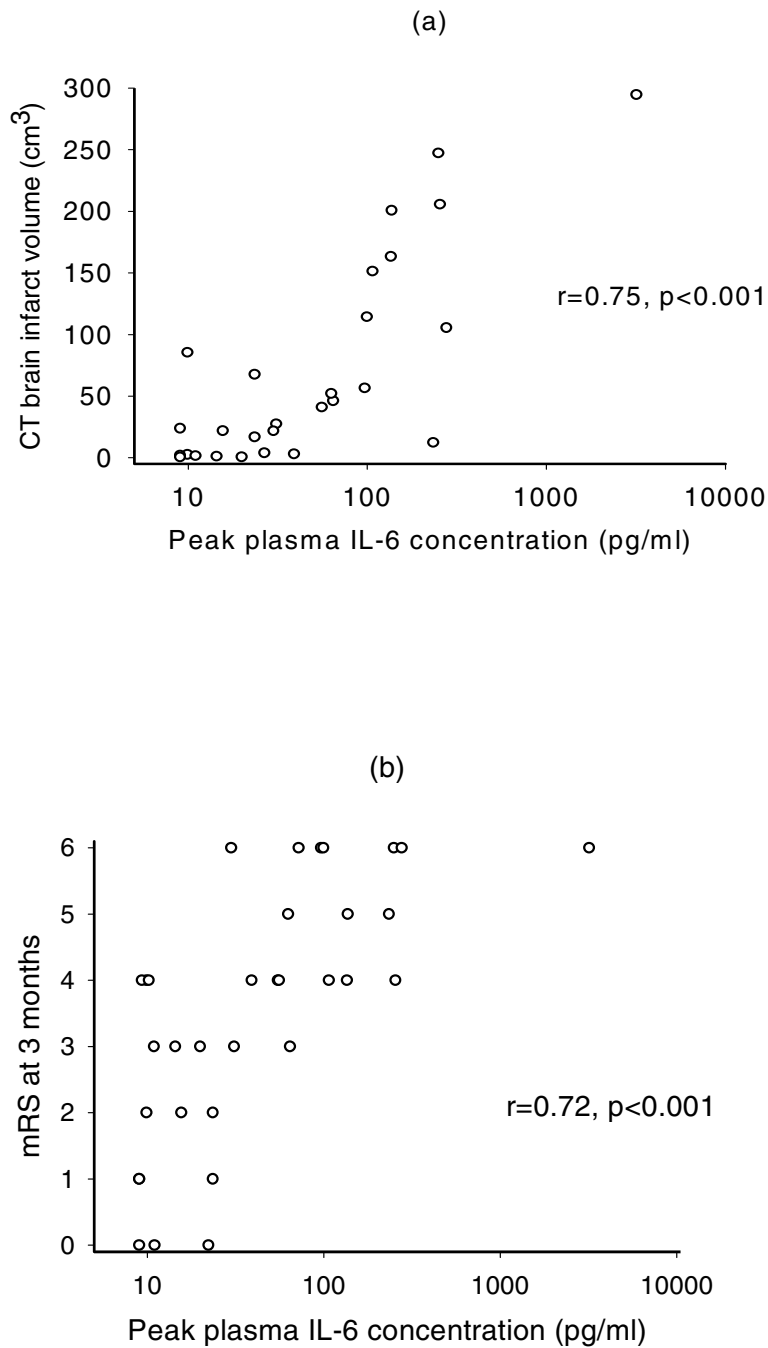 (a)
CT brain infarct volume (cm³)
300
250
200
150
100
50
0
r=0.75, p<0.001
10 100 1000 10000
Peak plasma IL-6 concentration (pg/ml)
(b)
mRS at 3 months
6
5
4
3
2
1
0
r=0.72, p<0.001
10 100 1000 10000
Peak plasma IL-6 concentration (pg/ml)